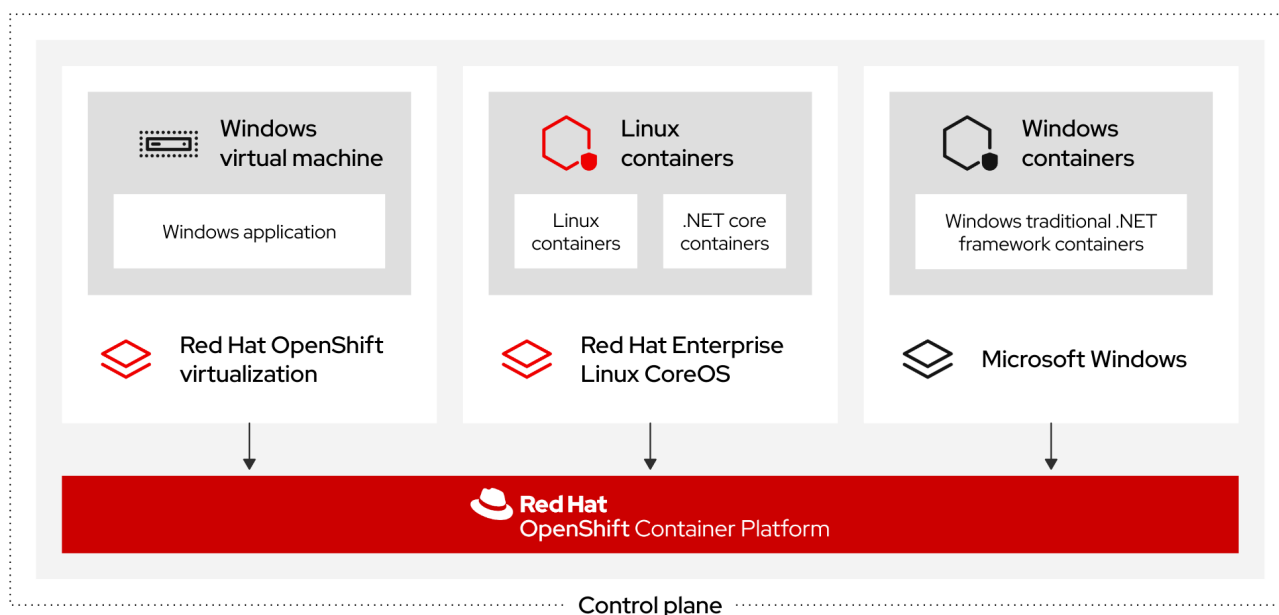 Windows
virtual machine
Windows application
Red Hat OpenShift
virtualization
Linux
containers
Linux
containers
.NET core
containers
Red Hat Enterprise
Linux CoreOS
Windows
containers
Windows traditional .NET
framework containers
Microsoft Windows
Red Hat
OpenShift Container Platform
Control plane